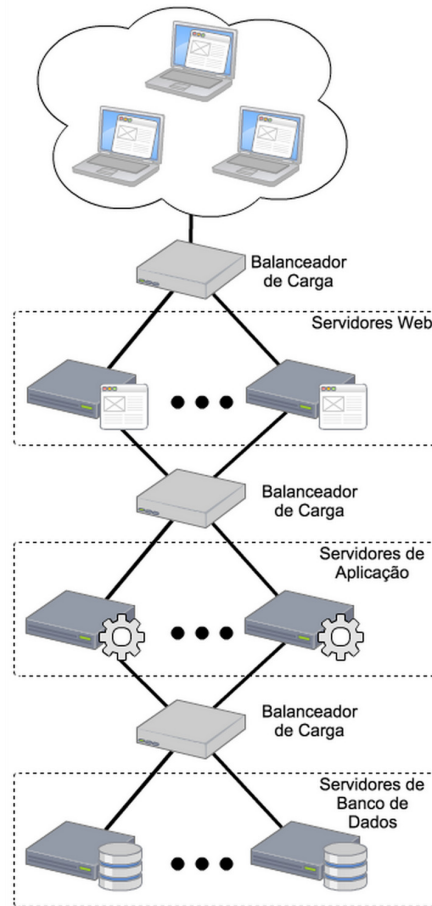 Balanceador
de Carga
Servidores Web
Balanceador
de Carga
Servidores de
Aplicação
Balanceador
de Carga
Servidores de
Banco de
Dados